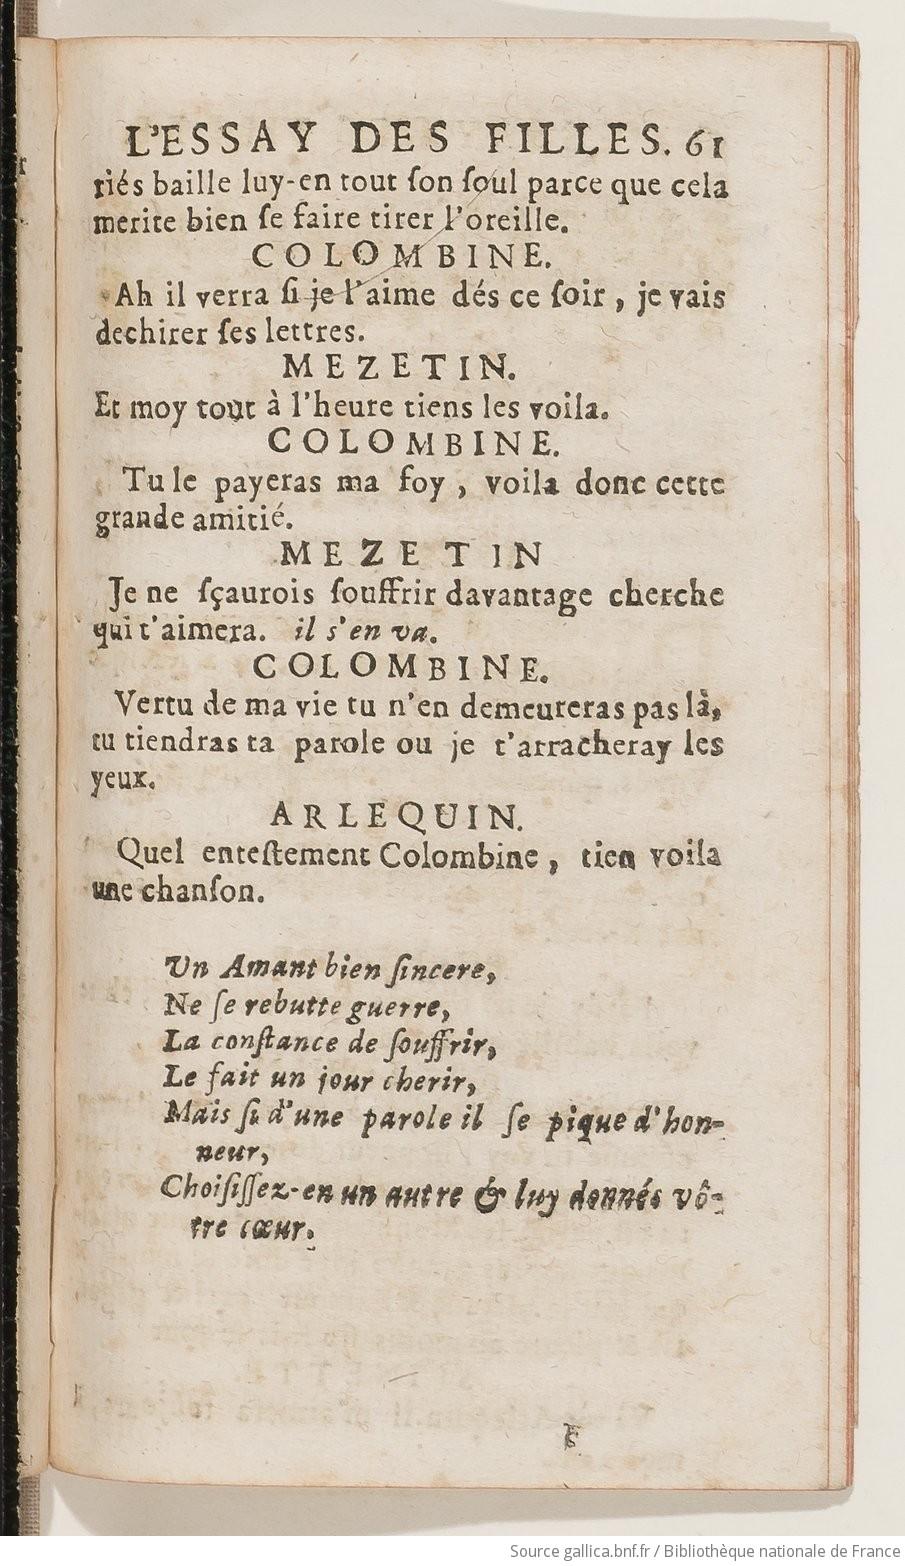 L'ESSAY DES FILLES. 61
riés baille luy-en tout ſon ſoul parce que cela
merite bien ſe faire tirer l'oreille.
COLOMBINE.
Ah il verra ſi je l'aime dés ce ſoir, je vais
dechirer ſes lettres.
MEZETIN.
Et moy tout à l'heure tiens les voila.
COLOMBINE.
Tu le payeras ma foy, voila donc cette
grande amitié.
MEZETIN
Je ne ſçaurois ſouffrir davantage cherche
qui t'aimera. il s'en va.
COLOMBINE.
Vertu de ma vie tu n'en demeureras pas là,
tu tiendras ta parole ou je t'arracheray les
yeux.
ARLEQUIN.
Quel enteſtement Colombine, tien voila
une chanſon.
Un Amant bien ſincere,
Ne ſe rebutte guerre,
La conſtance de ſouffrir,
Le fait un jour cherir,
Mais ſi d'une parole il ſe pique d'hon-
neur,
Choiſiſſez-en un autre & luy donnés vô-
tre cœur.
F
Source gallica.bnf.fr / Bibliothèque nationale de France